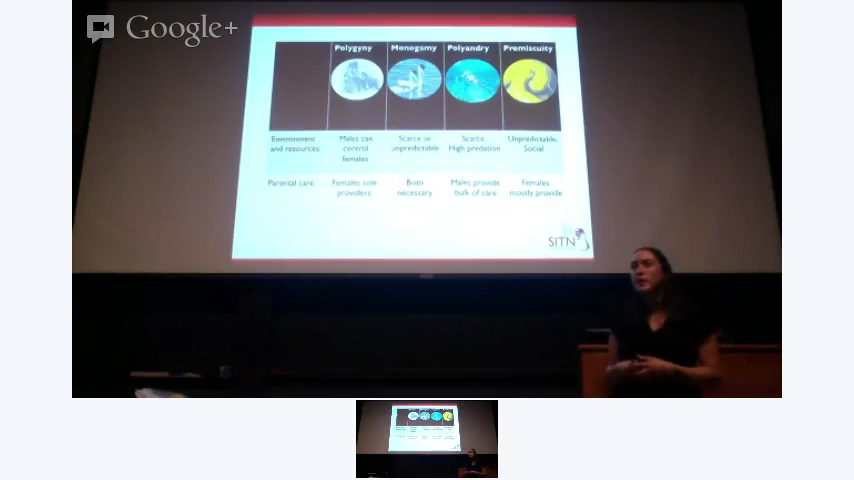 Google+
Polygyny Monogamy Polyandry Promiscuity
Environment Males can Scarce or Scarce, Unpredictable,
and resources control unpredictable High predation Social
females
Parental care Females sole Both Males provide Females
providers necessary bulk of care mostly provide
SITN